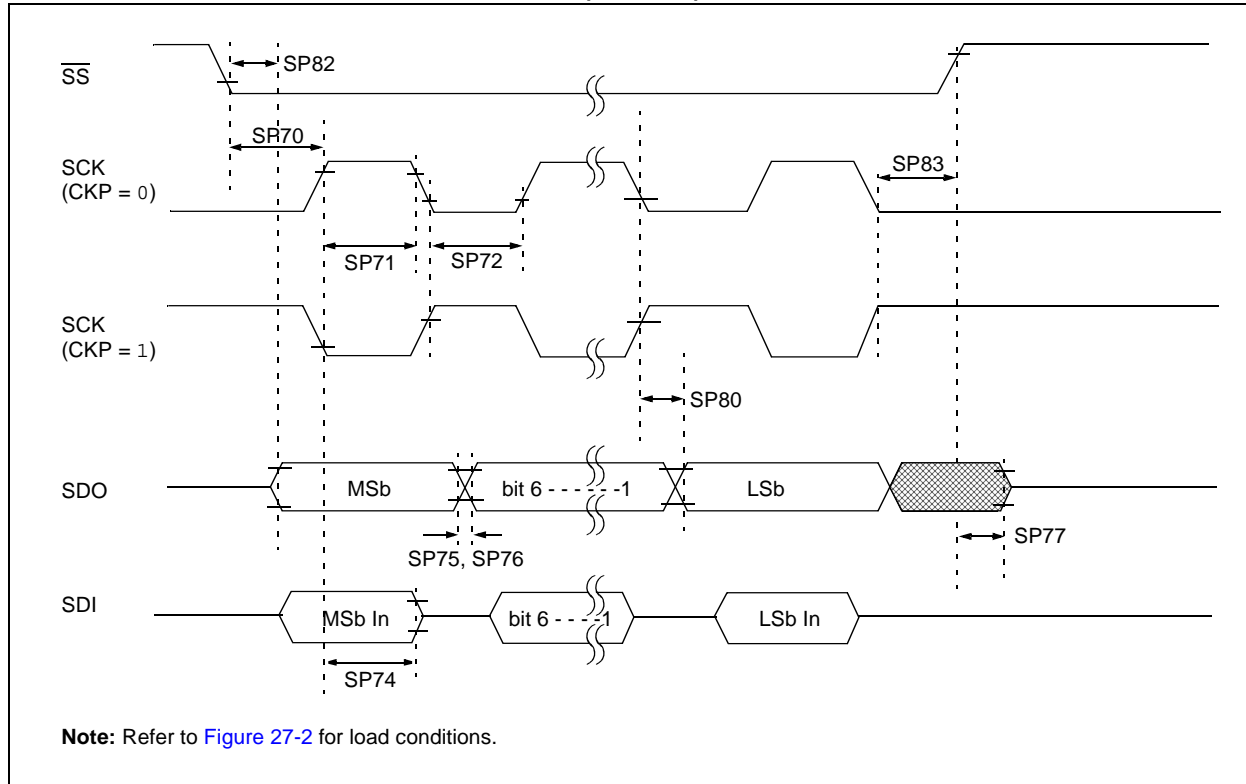 SS
SP82
SP70
SCK
(CKP = 0)
SP83
SP71
SP72
SCK
(CKP = 1)
SP80
SDO
MSb
bit 6 - - - - - -1
LSb
SP77
SP75, SP76
SDI
MSb In
bit 6 - - - -1
LSb In
SP74
Note: Refer to Figure 27-2 for load conditions.